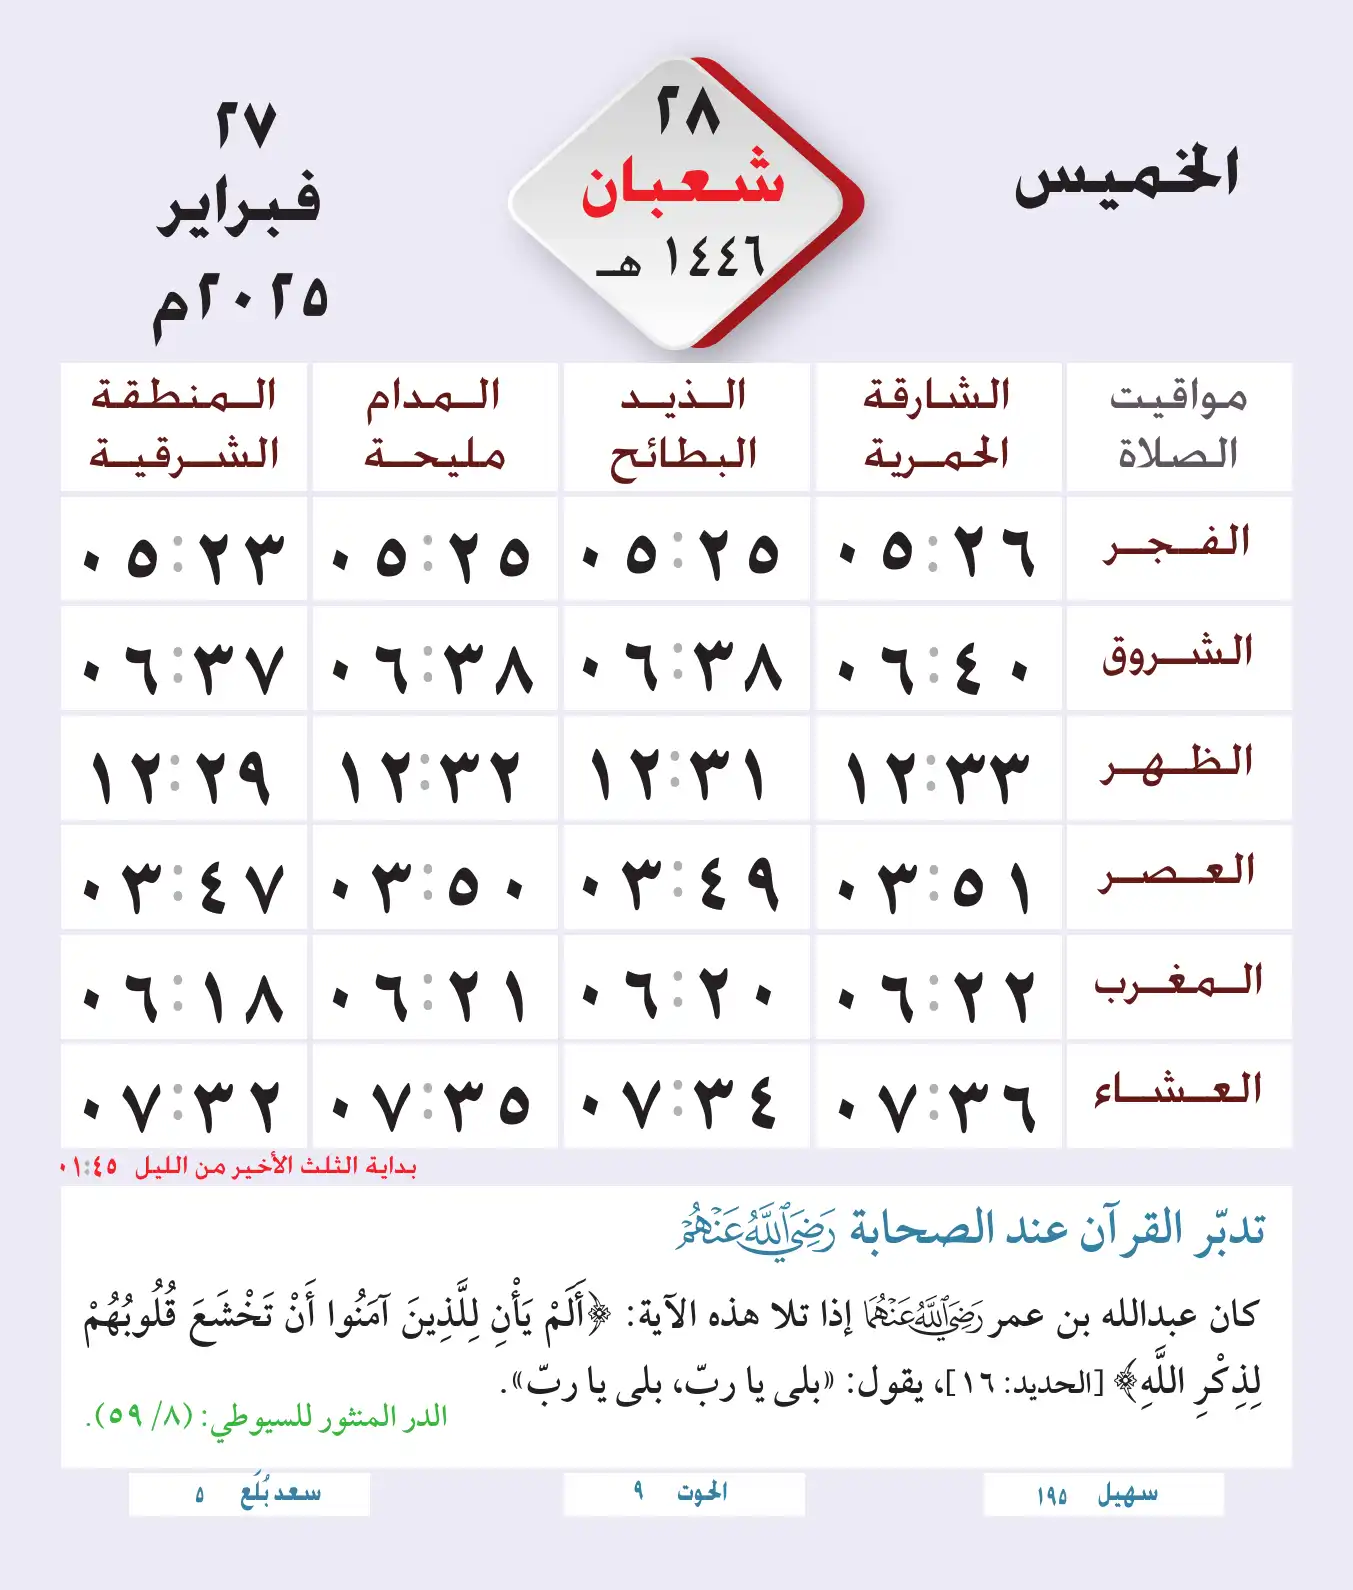 الخميس
٢٨
شعبان
١٤٤٦ هـ
٢٧
فبراير
٢٠٢٥م
مواقيت الصلاة
الشارقة الحمرية
الذيد البطائح
المدام مليحة
المنطقة الشرقية
الفجر ٠٥:٢٦ ٠٥:٢٥ ٠٥:٢٥ ٠٥:٢٣
الشروق ٠٦:٤٠ ٠٦:٣٨ ٠٦:٣٨ ٠٦:٣٧
الظهر ١٢:٣٣ ١٢:٣١ ١٢:٣٢ ١٢:٢٩
العصر ٠٣:٥١ ٠٣:٤٩ ٠٣:٥٠ ٠٣:٤٧
المغرب ٠٦:٢٢ ٠٦:٢٠ ٠٦:٢١ ٠٦:١٨
العشاء ٠٧:٣٦ ٠٧:٣٤ ٠٧:٣٥ ٠٧:٣٢
بداية الثلث الأخير من الليل ٠١:٤٥
تدبّر القرآن عند الصحابة رَضِيَ اللَّهُ عَنْهُمْ
كان عبدالله بن عمر رَضِيَ اللَّهُ عَنْهُمَا إذا تلا هذه الآية: ﴿أَلَمْ يَأْنِ لِلَّذِينَ آمَنُوا أَنْ تَخْشَعَ قُلُوبُهُمْ
لِذِكْرِ اللَّهِ﴾ [الحديد: ١٦]، يقول: «بلى يا ربّ، بلى يا ربّ».
الدر المنثور للسيوطي: (٨/ ٥٩).
سهيل ١٩٥
الحوت ٩
سعد بُلَع ٥